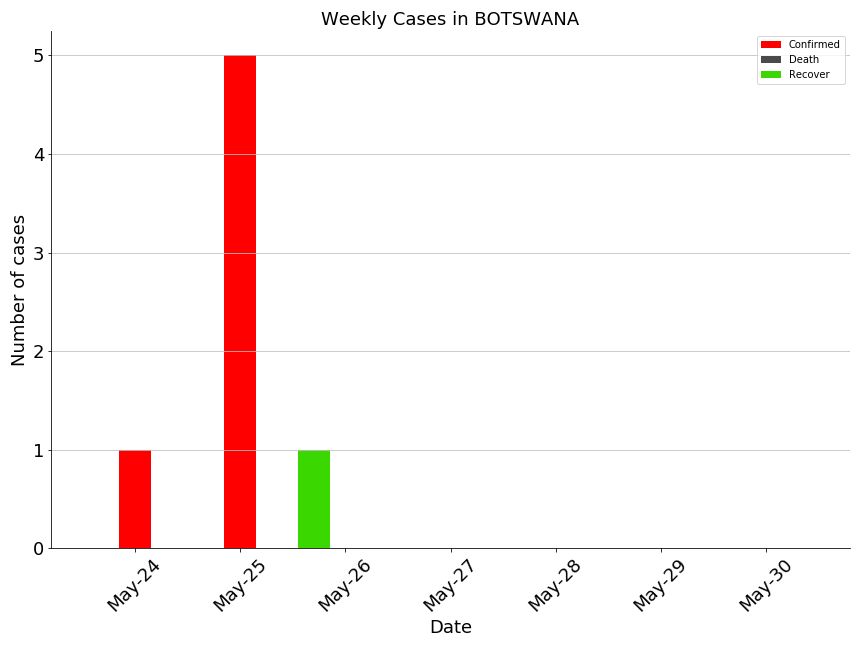 Weekly Cases in BOTSWANA
Confirmed
Death
Recover
Number of cases
5
4
3
2
1
0
May-24
May-25
May-26
May-27
May-28
May-29
May-30
Date